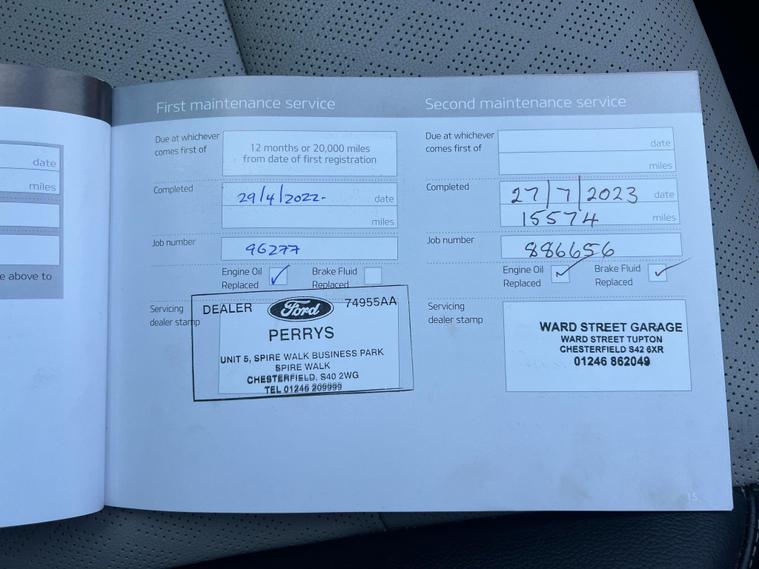 date
miles
e above to
First maintenance service
Due at whichever
comes first of
12 months or 20,000 miles
from date of first registration
Completed
29/4/2022-
date
miles
Job number
96277
Engine Oil
Replaced
Brake Fluid
Replaced
Servicing
dealer stamp
DEALER Ford 74955AA
PERRYS
UNIT 5, SPIRE WALK BUSINESS PARK
SPIRE WALK
CHESTERFIELD. S40 2WG
TEL 01246 209999
Second maintenance service
Due at whichever
comes first of
date
miles
Completed
27/7/2023 date
15574 miles
Job number
886656
Engine Oil
Replaced
Brake Fluid
Replaced
Servicing
dealer stamp
WARD STREET GARAGE
WARD STREET TUPTON
CHESTERFIELD S42 6XR
01246 862049
15